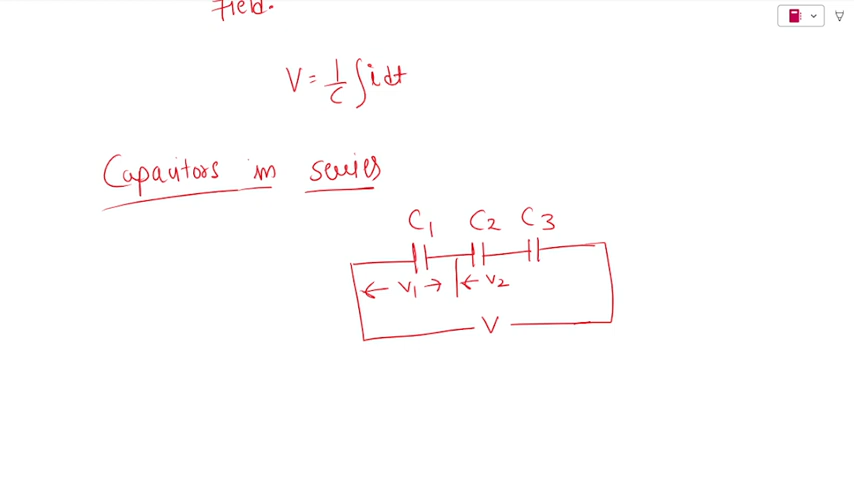 Field.
V = 1/C ∫ i dt
Capacitors in series
C1 C2 C3
← V1 → ← V2
V